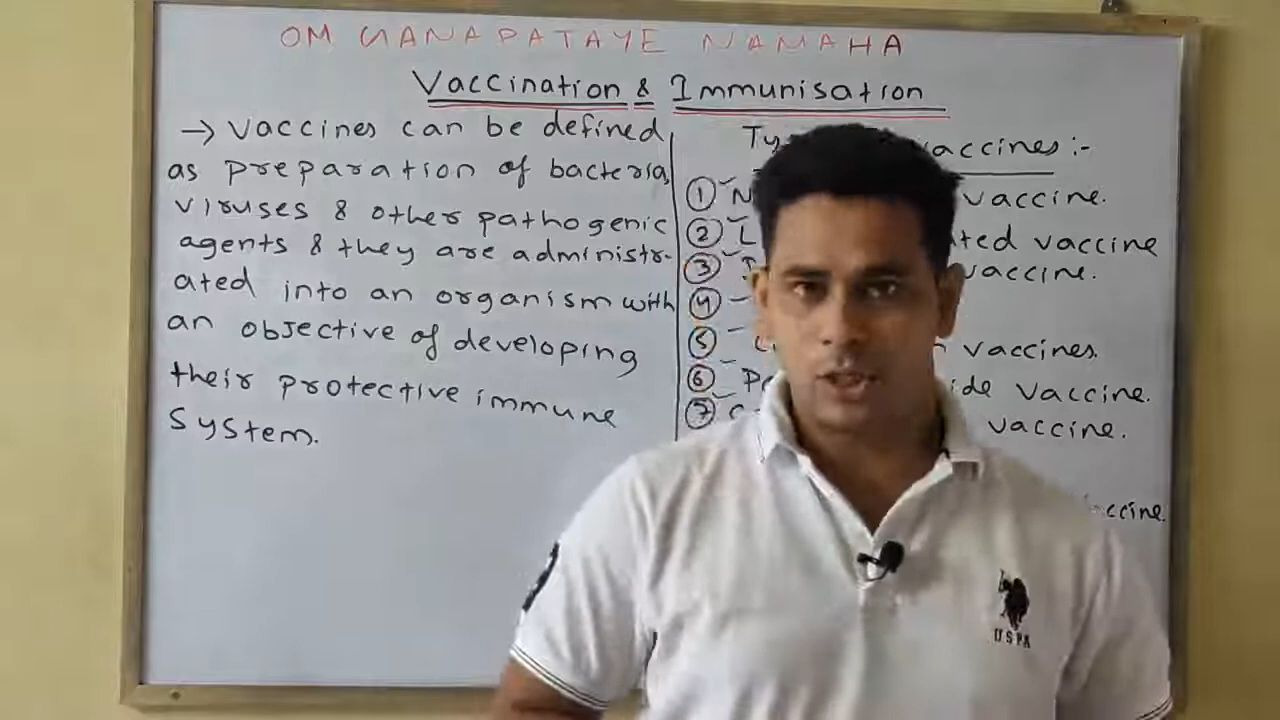 OM GANAPATAYE NAMAHA
Vaccination & Immunisation
→ Vaccines can be defined
as preparation of bacteria,
viruses & other pathogenic
agents & they are administr-
ated into an organism with
an objective of developing
their protective immune
system.
vaccines :-
① vaccine.
② vaccine
③ vaccine.
④
⑤ vaccines.
⑥ vaccine.
⑦ vaccine.
USPA